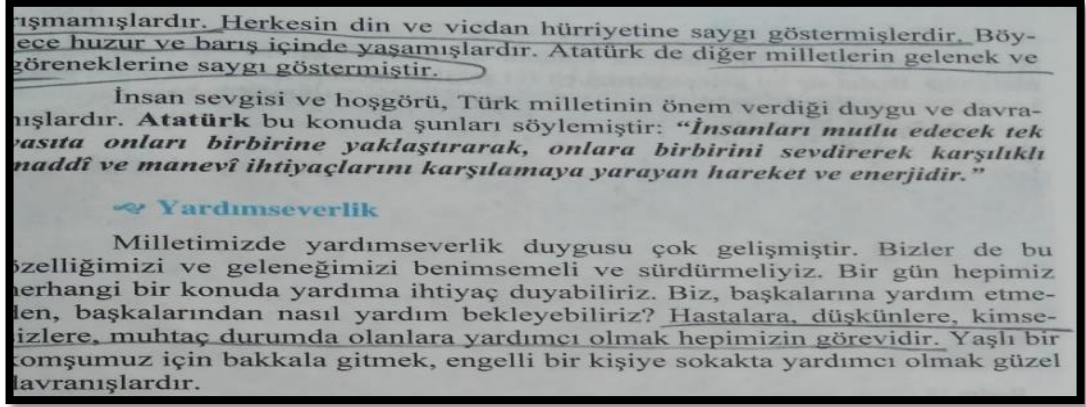 rışmamışlardır. Herkesin din ve vicdan hürriyetine saygı göstermişlerdir. Böy-
ece huzur ve barış içinde yaşamışlardır. Atatürk de diğer milletlerin gelenek ve
göreneklerine saygı göstermiştir.
İnsan sevgisi ve hoşgörü, Türk milletinin önem verdiği duygu ve davra-
nışlardır. Atatürk bu konuda şunları söylemiştir: “İnsanları mutlu edecek tek
vasıta onları birbirine yaklaştırarak, onlara birbirini sevdirerek karşılıklı
maddî ve manevî ihtiyaçlarını karşılamaya yarayan hareket ve enerjidir.”
Yardımseverlik
Milletimizde yardımseverlik duygusu çok gelişmiştir. Bizler de bu
özelliğimizi ve geleneğimizi benimsemeli ve sürdürmeliyiz. Bir gün hepimiz
herhangi bir konuda yardıma ihtiyaç duyabiliriz. Biz, başkalarına yardım etme-
den, başkalarından nasıl yardım bekleyebiliriz? Hastalara, düşkünlere, kimse-
izlere, muhtaç durumda olanlara yardımcı olmak hepimizin görevidir. Yaşlı bir
komşumuz için bakkala gitmek, engelli bir kişiye sokakta yardımcı olmak güzel
davranışlardır.